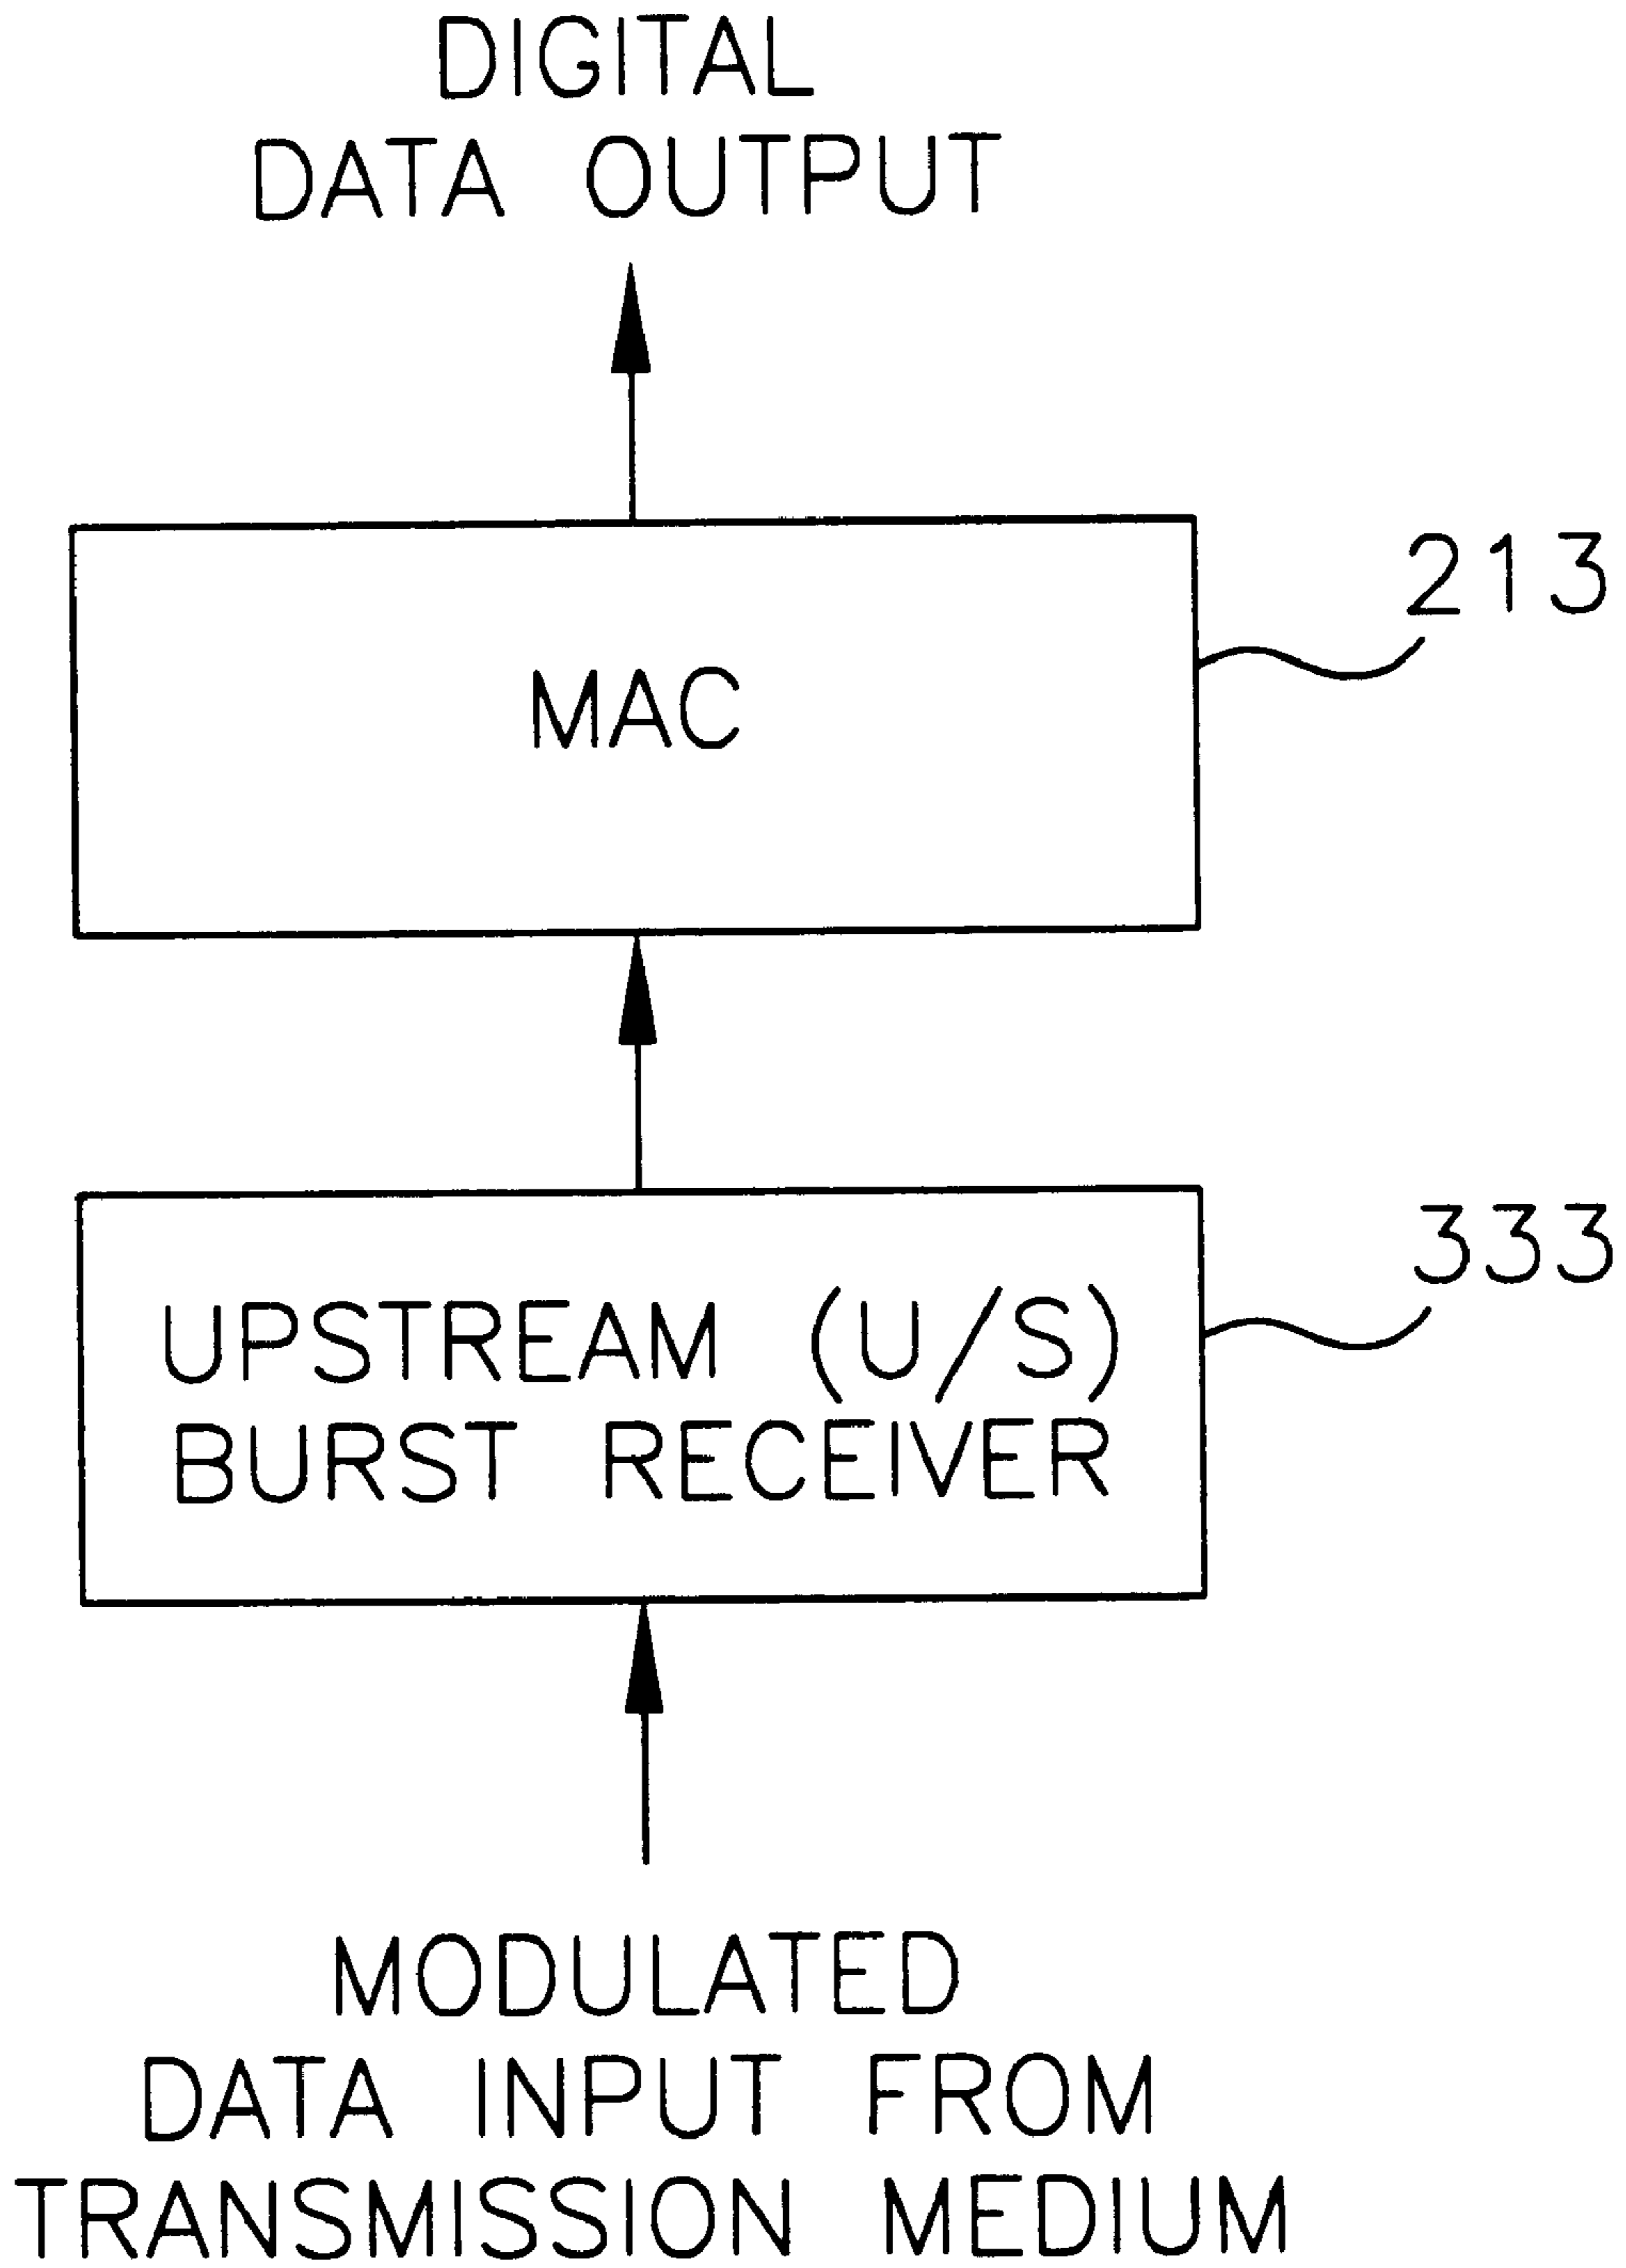 DIGITAL
DATA OUTPUT
213
MAC
333
UPSTREAM (U/S)
BURST RECEIVER
MODULATED
DATA INPUT FROM
TRANSMISSION MEDIUM